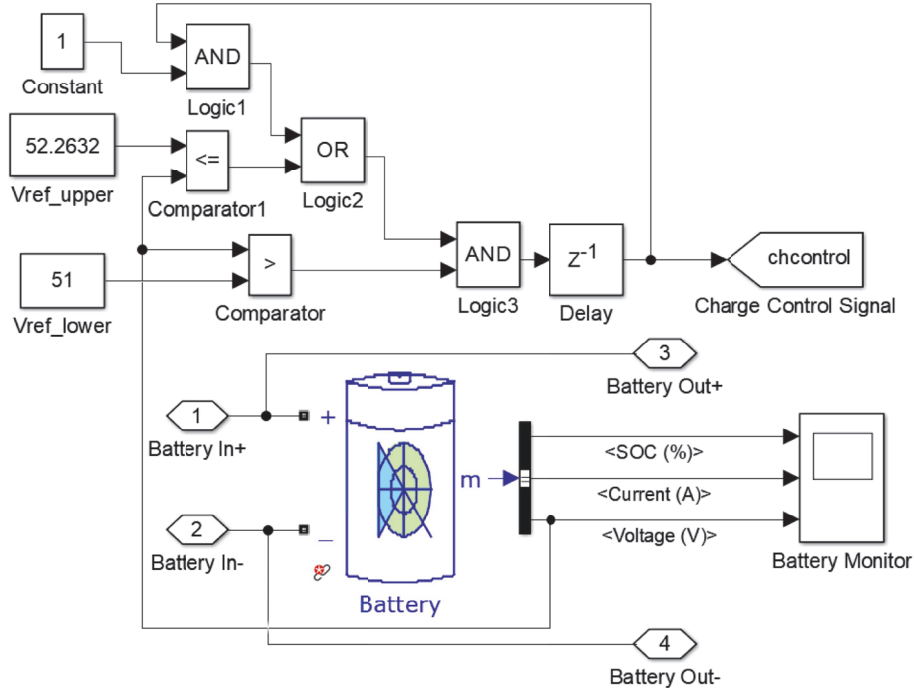 1
AND
Constant
Logic1
52.2632
<=
OR
Vref_upper
Comparator1
Logic2
51
>
AND
Z-1
chcontrol
Vref_lower
Comparator
Logic3
Delay
Charge Control Signal
3
Battery Out+
1
+
Battery In+
m
<SOC (%)>
<Current (A)>
2
–
<Voltage (V)>
Battery In-
Battery Monitor
Battery
4
Battery Out-